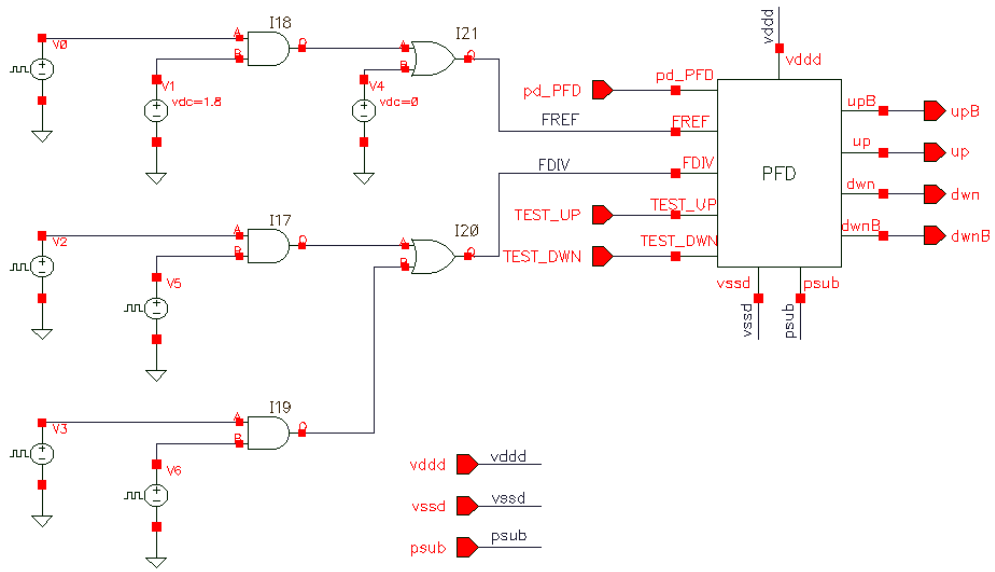 vddd
I18
I21
A
B
Q
V0
V1
vdc=1.8
A
B
Q
V4
vdc=0
vddd
pd_PFD
pd_PFD
FREF
FREF
FDIV
FDIV
TEST_UP
TEST_UP
TEST_DWN
TEST_DWN
PFD
upB
upB
up
up
dwn
dwn
dwnB
dwnB
vssd
psub
vssd
psub
I17
I20
A
B
Q
V2
V5
A
B
Q
I19
A
B
Q
V3
V6
vddd
vddd
vssd
vssd
psub
psub